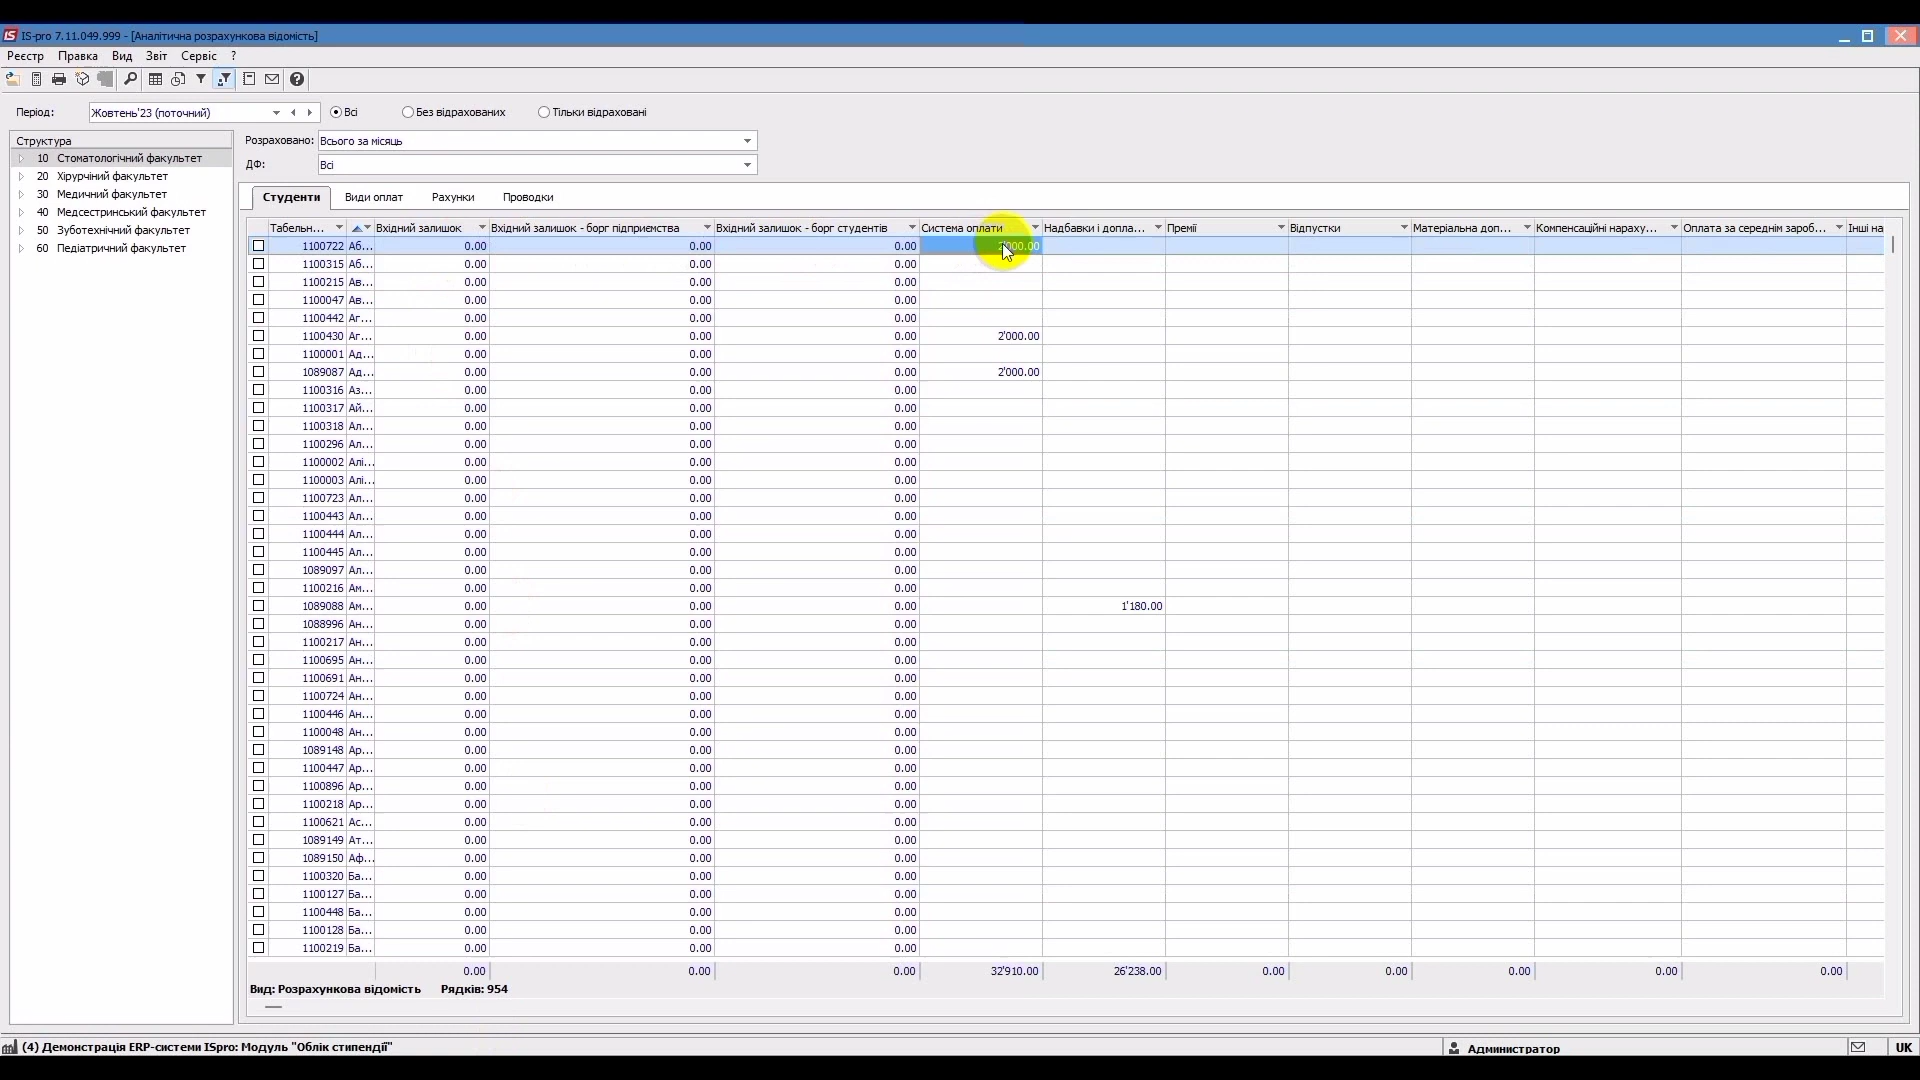 IS-pro 7.11.049.999 - [Аналітична розрахункова відомість]
Реєстр Правка Вид Звіт Сервіс ?
Період: Жовтень'23 (поточний) Всі Без відрахованих Тільки відраховані
Структура
10 Стоматологічний факультет
20 Хірурчіний факультет
30 Медичний факультет
40 Медсестринський факультет
50 Зуботехнічний факультет
60 Педіатричний факультет
Розраховано: Всього за місяць
ДФ: Всі
Студенти Види оплат Рахунки Проводки
Табельн... Вхідний залишок Вхідний залишок - борг підприємства Вхідний залишок - борг студентів Система оплати Надбавки і допла... Премії Відпустки Матеріальна доп... Компенсаційні нараху... Оплата за середнім зароб... Інші на
1100722 Аб... 0.00 0.00 0.00 2'000.00
1100315 Аб... 0.00 0.00 0.00
1100215 Ав... 0.00 0.00 0.00
1100047 Ав... 0.00 0.00 0.00
1100442 Аг... 0.00 0.00 0.00
1100430 Аг... 0.00 0.00 0.00 2'000.00
1100001 Ад... 0.00 0.00 0.00
1089087 Ад... 0.00 0.00 0.00 2'000.00
1100316 Аз... 0.00 0.00 0.00
1100317 Ай... 0.00 0.00 0.00
1100318 Ал... 0.00 0.00 0.00
1100296 Ал... 0.00 0.00 0.00
1100002 Алі... 0.00 0.00 0.00
1100003 Алі... 0.00 0.00 0.00
1100723 Ал... 0.00 0.00 0.00
1100443 Ал... 0.00 0.00 0.00
1100444 Ал... 0.00 0.00 0.00
1100445 Ал... 0.00 0.00 0.00
1089097 Ал... 0.00 0.00 0.00
1100216 Ам... 0.00 0.00 0.00
1089088 Ам... 0.00 0.00 0.00 1'180.00
1088996 Ан... 0.00 0.00 0.00
1100217 Ан... 0.00 0.00 0.00
1100695 Ан... 0.00 0.00 0.00
1100691 Ан... 0.00 0.00 0.00
1100724 Ан... 0.00 0.00 0.00
1100446 Ан... 0.00 0.00 0.00
1100048 Ан... 0.00 0.00 0.00
1089148 Ар... 0.00 0.00 0.00
1100447 Ар... 0.00 0.00 0.00
1100896 Ар... 0.00 0.00 0.00
1100218 Ар... 0.00 0.00 0.00
1100621 Ас... 0.00 0.00 0.00
1089149 Ат... 0.00 0.00 0.00
1089150 Аф... 0.00 0.00 0.00
1100320 Ба... 0.00 0.00 0.00
1100127 Ба... 0.00 0.00 0.00
1100448 Ба... 0.00 0.00 0.00
1100128 Ба... 0.00 0.00 0.00
1100219 Ба... 0.00 0.00 0.00
0.00 0.00 0.00 32'910.00 26'238.00 0.00 0.00 0.00 0.00 0.00
Вид: Розрахункова відомість Рядків: 954
(4) Демонстрація ERP-системи ISpro: Модуль "Облік стипендії" Администратор UK